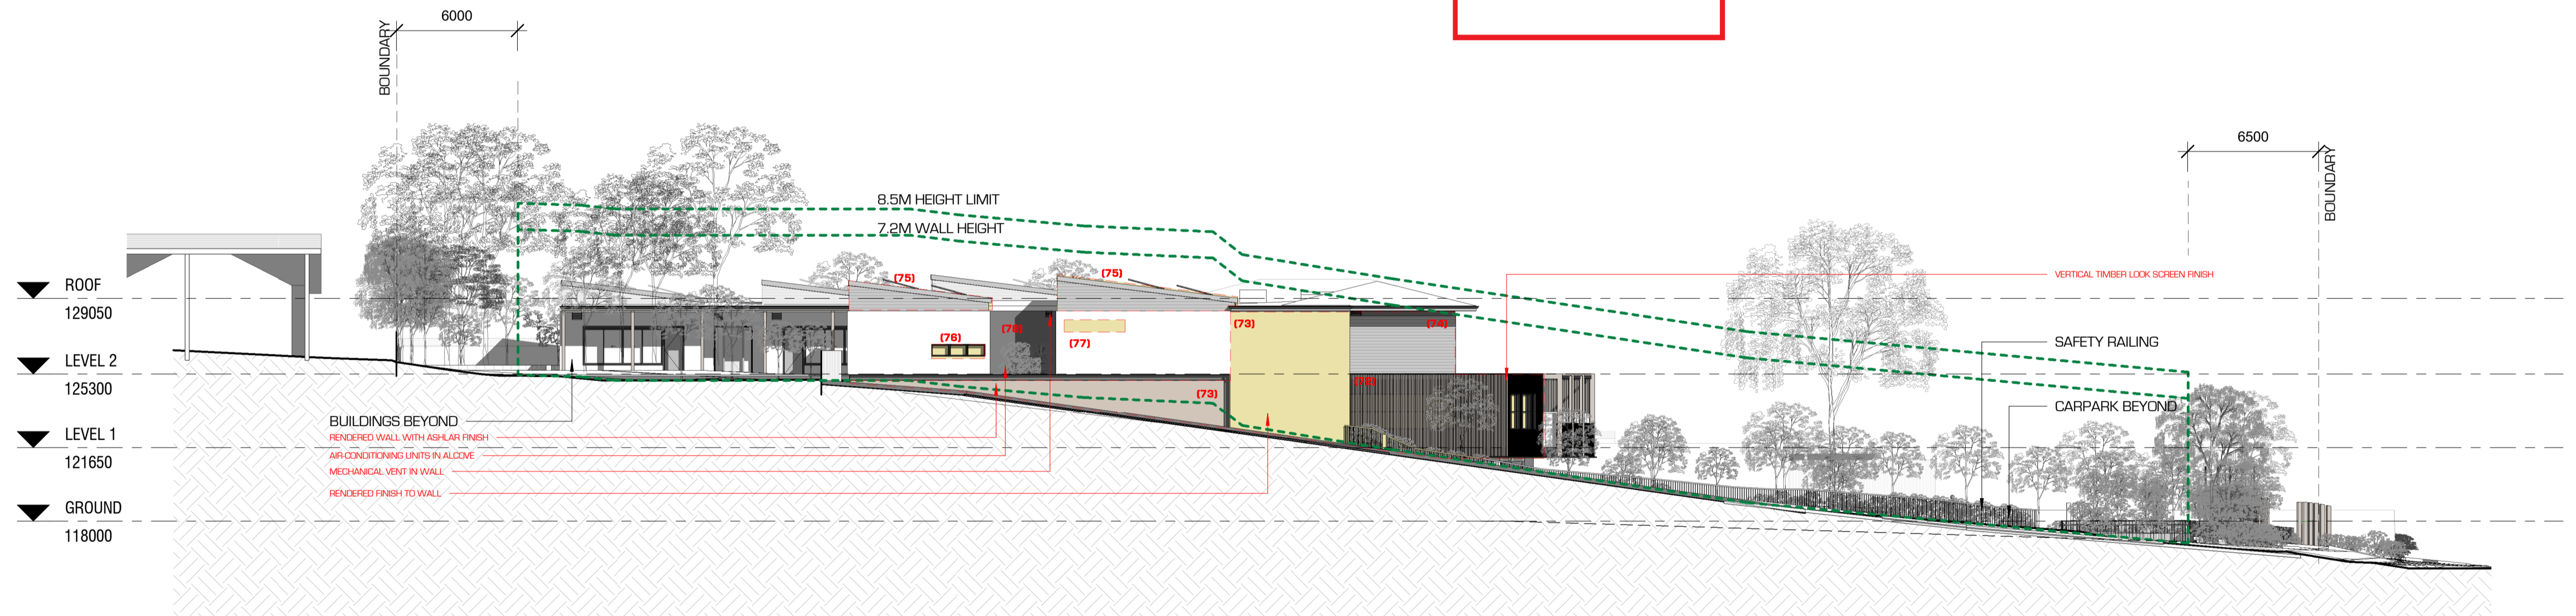 6000
BOUNDARY
6500
BOUNDARY
8.5M HEIGHT LIMIT
7.2M WALL HEIGHT
(75)
(75)
VERTICAL TIMBER LOOK SCREEN FINISH
ROOF
129050
(73)
(74)
(76)
(77)
SAFETY RAILING
LEVEL 2
125300
(73)
CARPARK BEYOND
BUILDINGS BEYOND
RENDERED WALL WITH ASHLAR FINISH
LEVEL 1
121650
AIR-CONDITIONING UNITS IN ALCOVE
MECHANICAL VENT IN WALL
RENDERED FINISH TO WALL
GROUND
118000